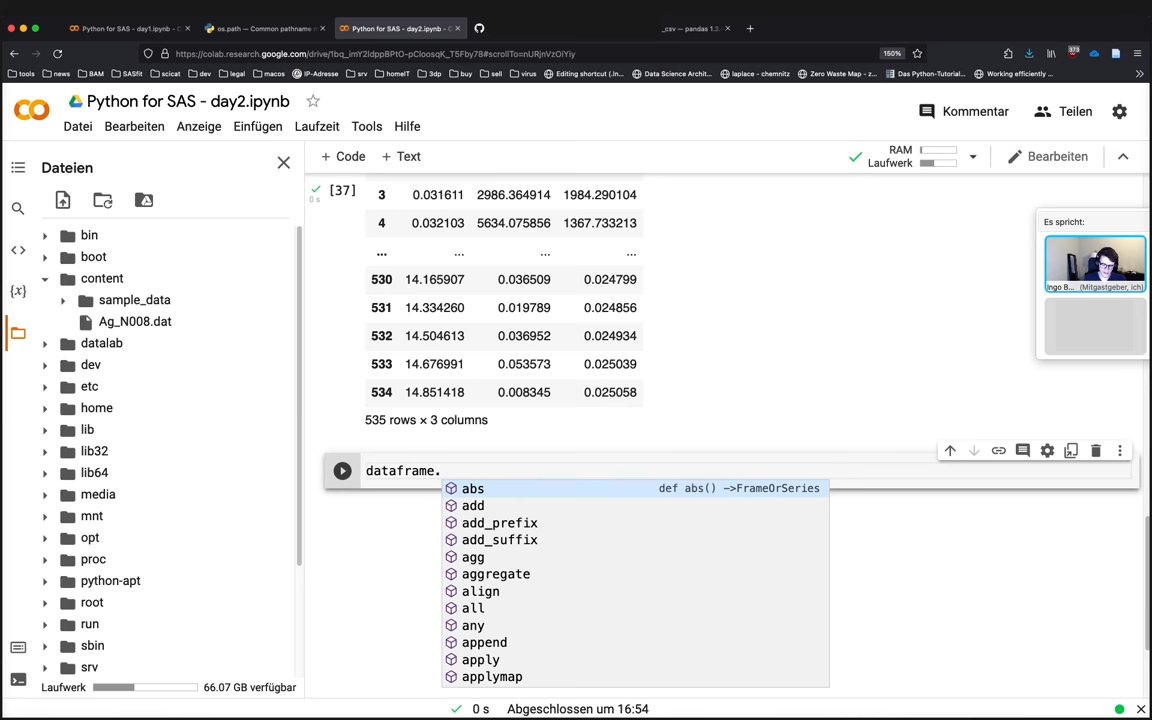 Python for SAS - day1.ipynb - C
os.path — Common pathname
Python for SAS - day2.ipynb - C
_csv — pandas 1.3.
https://colab.research.google.com/drive/1bq_imY2IdppBPtO-pCloosqK_T5Fby78#scrollTo=nURjnVzOiYiy
150%
373
tools news BAM SASfit scicat dev legal macos IP-Adresse srv homeIT 3dp buy sell virus Editing shortcut (.ln... Data Science Archit... laplace - chemnitz Zero Waste Map - z... Das Python-Tutorial... Working efficiently ...
Python for SAS - day2.ipynb
Datei Bearbeiten Anzeige Einfügen Laufzeit Tools Hilfe
Kommentar Teilen
+ Code + Text
RAM
Laufwerk
Bearbeiten
Dateien
bin
boot
content
sample_data
Ag_N008.dat
datalab
dev
etc
home
lib
lib32
lib64
media
mnt
opt
proc
python-apt
root
run
sbin
srv
Laufwerk 66.07 GB verfügbar
{x}
[37]
0 s
3 0.031611 2986.364914 1984.290104
4 0.032103 5634.075856 1367.733213
... ... ... ...
530 14.165907 0.036509 0.024799
531 14.334260 0.019789 0.024856
532 14.504613 0.036952 0.024934
533 14.676991 0.053573 0.025039
534 14.851418 0.008345 0.025058
535 rows × 3 columns
dataframe.
abs def abs() ->FrameOrSeries
add
add_prefix
add_suffix
agg
aggregate
align
all
any
append
apply
applymap
Es spricht:
Ingo B... (Mitgastgeber, ich)
0 s Abgeschlossen um 16:54